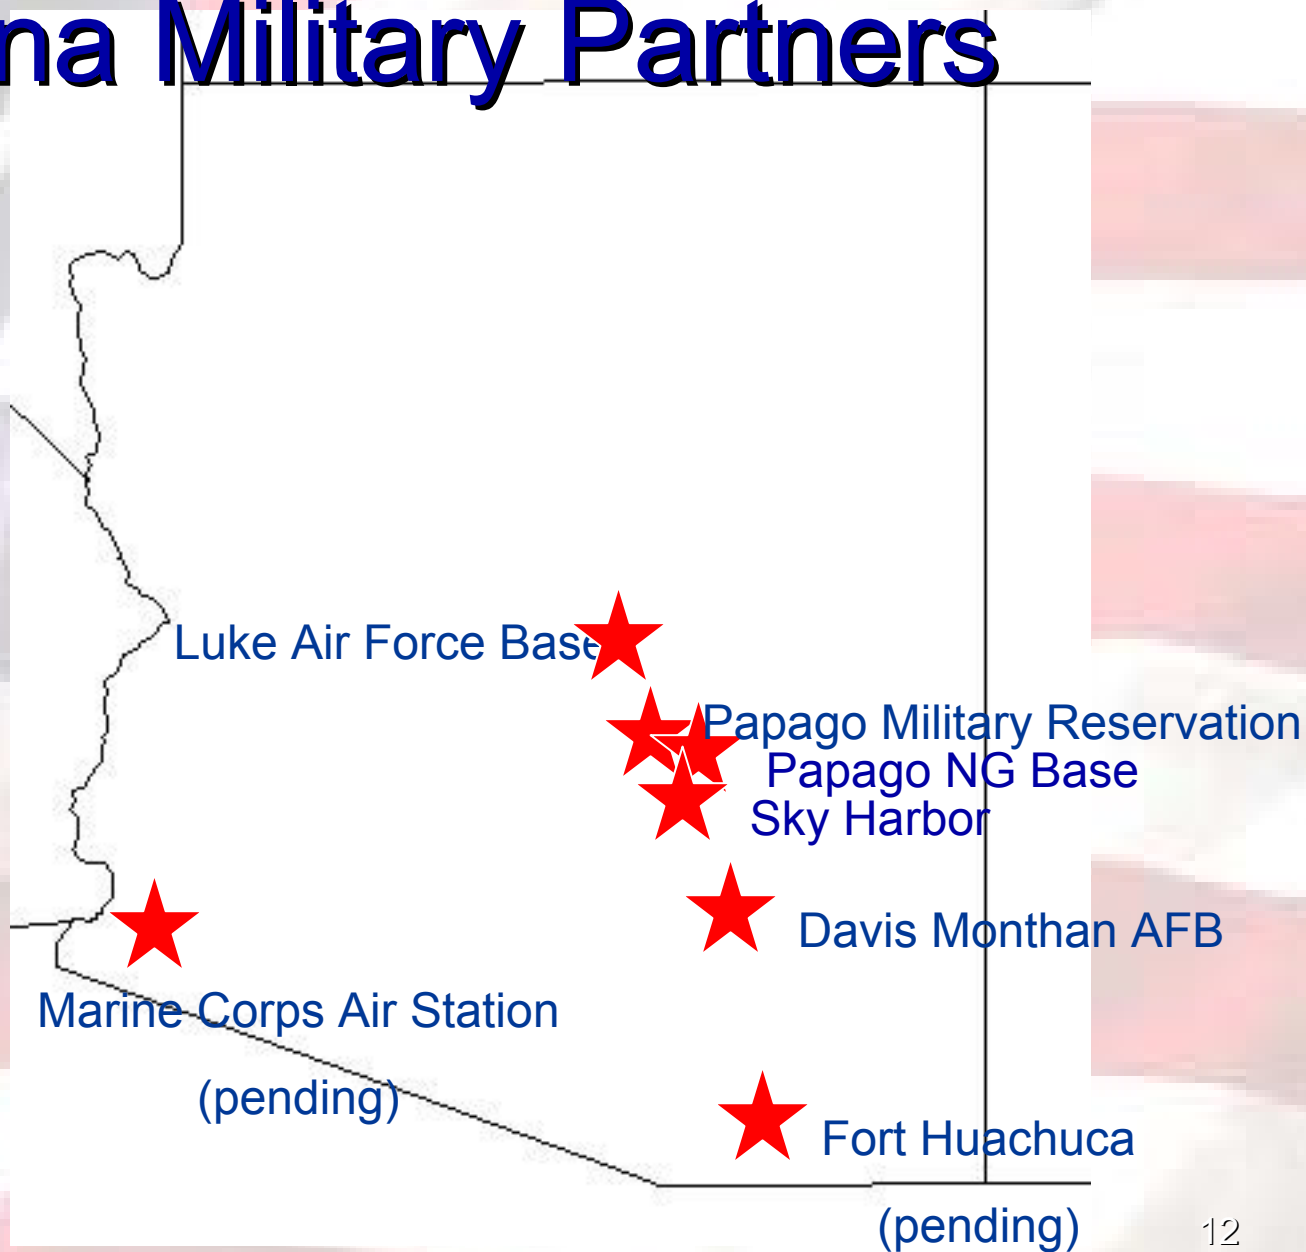 na Military Partners
Luke Air Force Base
Papago Military Reservation
Papago NG Base
Sky Harbor
Davis Monthan AFB
Marine Corps Air Station
(pending)
Fort Huachuca
(pending)
12